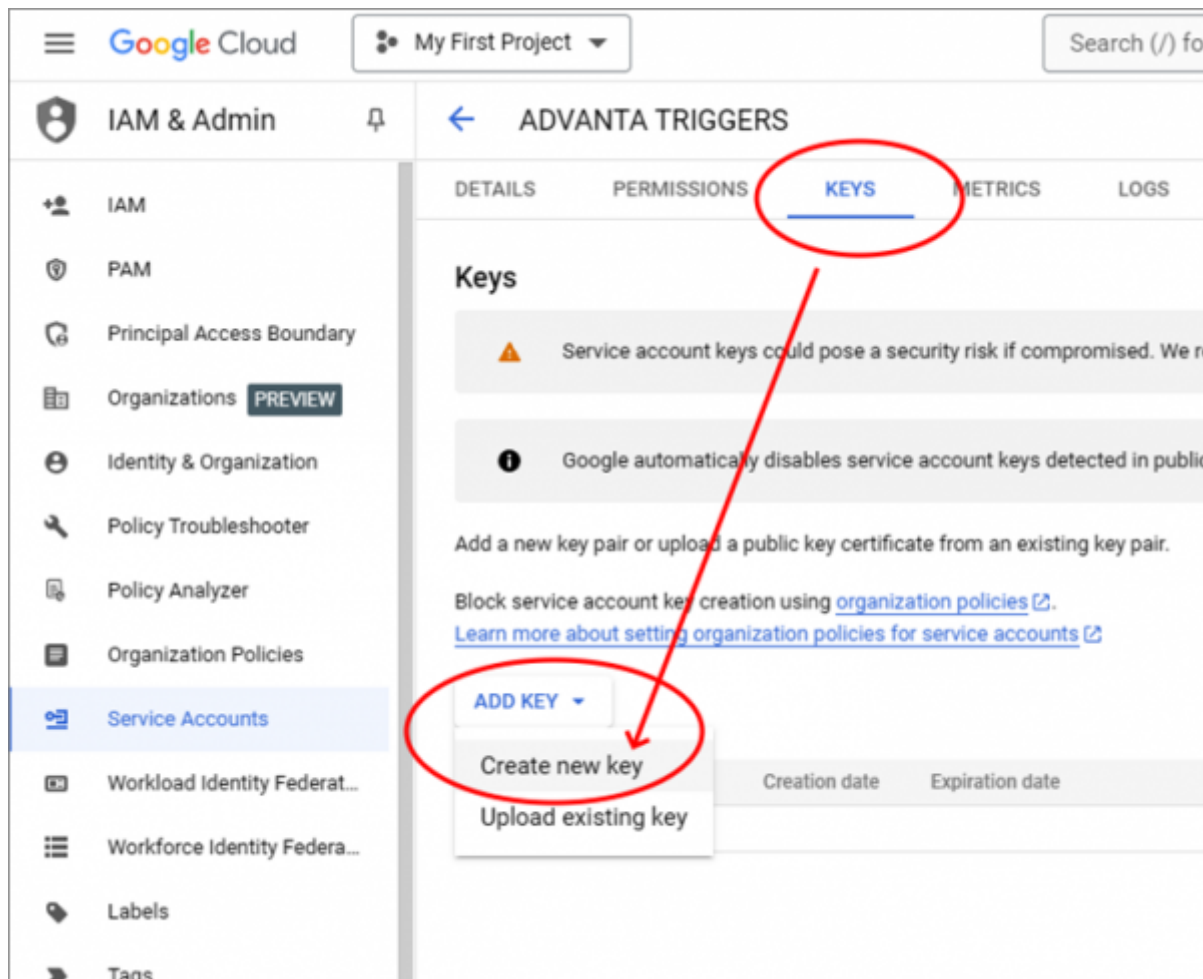 Google Cloud
My First Project
Search (/) fo
IAM & Admin
ADVANTA TRIGGERS
DETAILS PERMISSIONS KEYS METRICS LOGS
IAM
PAM
Principal Access Boundary
Organizations PREVIEW
Identity & Organization
Policy Troubleshooter
Policy Analyzer
Organization Policies
Service Accounts
Workload Identity Federat...
Workforce Identity Federa...
Labels
Tags
Keys
Service account keys could pose a security risk if compromised. We r
Google automatically disables service account keys detected in public
Add a new key pair or upload a public key certificate from an existing key pair.
Block service account key creation using organization policies.
Learn more about setting organization policies for service accounts
ADD KEY
Create new key
Upload existing key
Creation date Expiration date